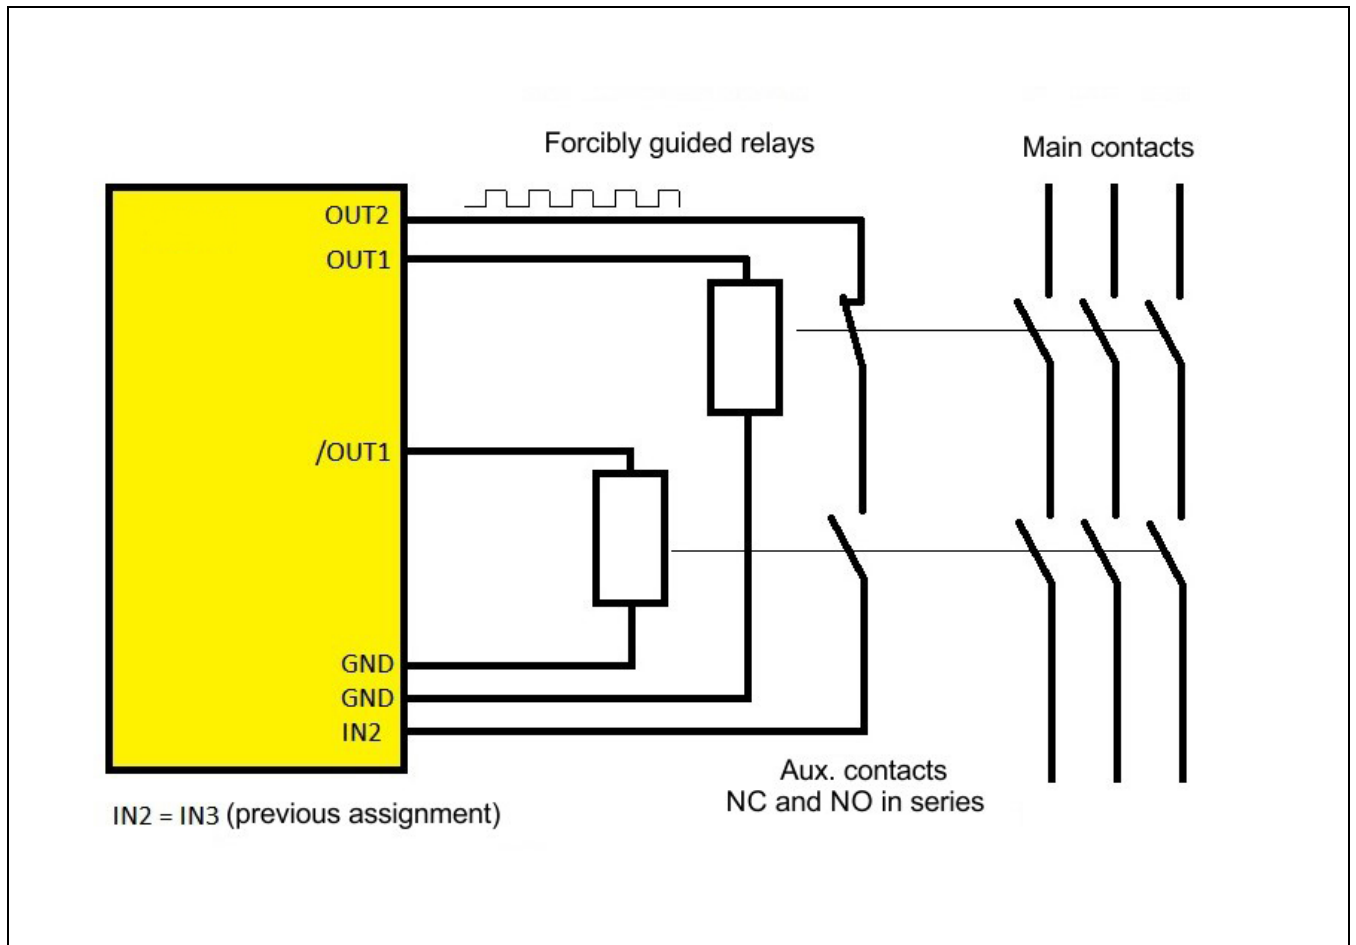 Forcibly guided relays
Main contacts
OUT2
OUT1
/OUT1
GND
GND
IN2
Aux. contacts
NC and NO in series
IN2 = IN3 (previous assignment)